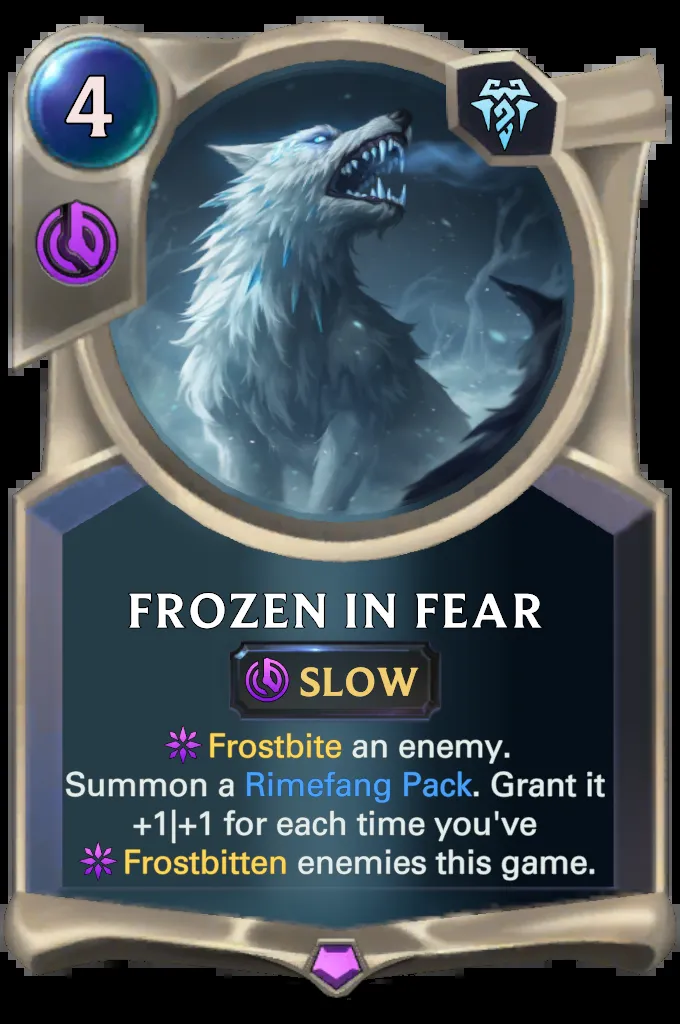 4
FROZEN IN FEAR
SLOW
Frostbite an enemy.
Summon a Rimefang Pack. Grant it
+1|+1 for each time you've
Frostbitten enemies this game.